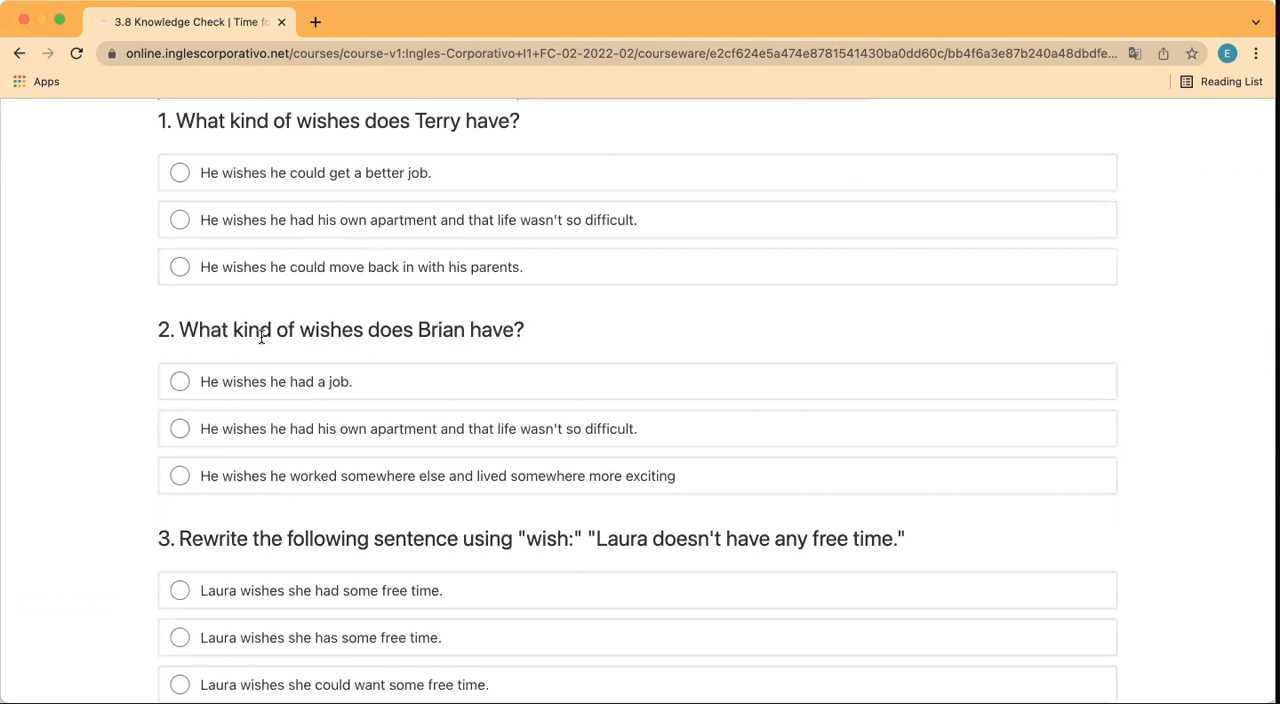 3.8 Knowledge Check | Time fo
online.inglescorporativo.net/courses/course-v1:Ingles-Corporativo+I1+FC-02-2022-02/courseware/e2cf624e5a474e8781541430ba0dd60c/bb4f6a3e87b240a48dbdfe...
E
Apps
Reading List
1. What kind of wishes does Terry have?
He wishes he could get a better job.
He wishes he had his own apartment and that life wasn't so difficult.
He wishes he could move back in with his parents.
2. What kind of wishes does Brian have?
He wishes he had a job.
He wishes he had his own apartment and that life wasn't so difficult.
He wishes he worked somewhere else and lived somewhere more exciting
3. Rewrite the following sentence using "wish:" "Laura doesn't have any free time."
Laura wishes she had some free time.
Laura wishes she has some free time.
Laura wishes she could want some free time.